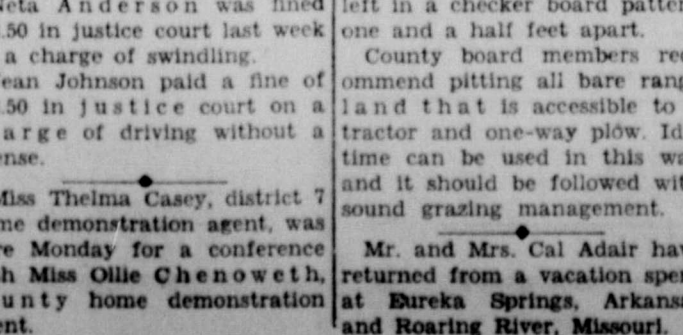 eta Anderson was fined
.50 in justice court last week
a charge of swindling.
ean Johnson paid a fine of
.50 in justice court on a
arge of driving without a
ense.
Miss Thelma Casey, district 7
me demonstration agent, was
re Monday for a conference
h Miss Ollie Chenoweth,
unty home demonstration
ent.
left in a checker board patte
one and a half feet apart.
County board members rec
ommend pitting all bare rang
land that is accessible to
tractor and one-way plow. Id
time can be used in this wa
and it should be followed wit
sound grazing management.
Mr. and Mrs. Cal Adair hav
returned from a vacation spe
at Eureka Springs, Arkansa
and Roaring River, Missouri.